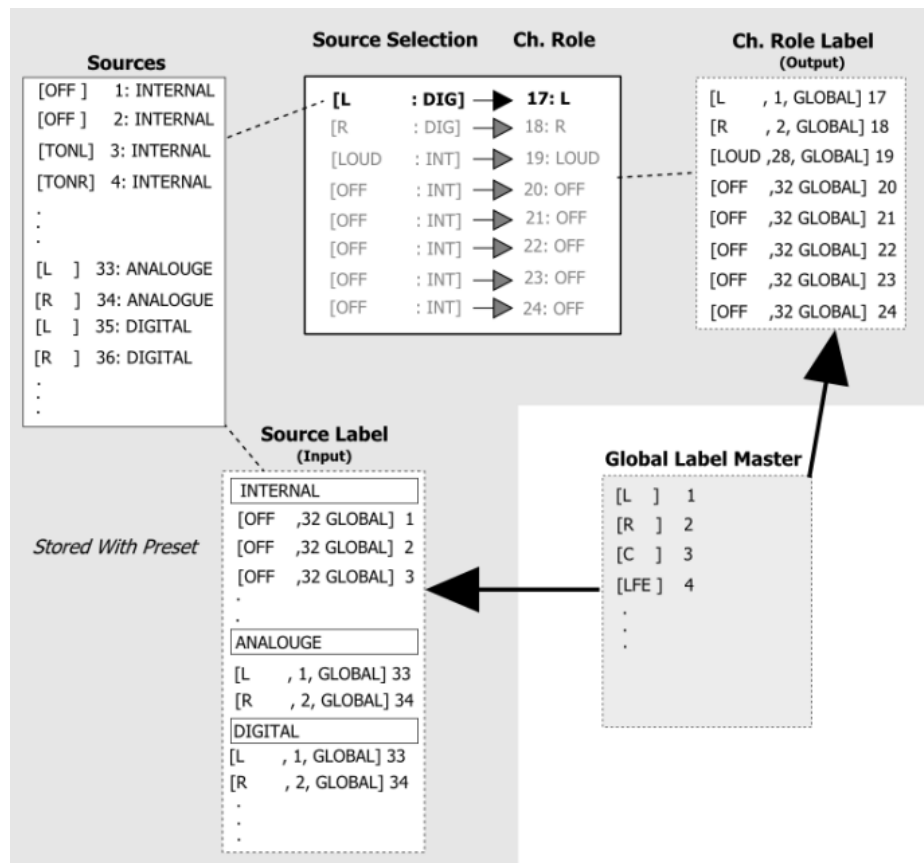 Sources
[OFF ] 1: INTERNAL
[OFF ] 2: INTERNAL
[TONL] 3: INTERNAL
[TONR] 4: INTERNAL
.
.
.
[L ] 33: ANALOUGE
[R ] 34: ANALOGUE
[L ] 35: DIGITAL
[R ] 36: DIGITAL
.
.
.
Source Selection Ch. Role
[L : DIG] 17: L
[R : DIG] 18: R
[LOUD : INT] 19: LOUD
[OFF : INT] 20: OFF
[OFF : INT] 21: OFF
[OFF : INT] 22: OFF
[OFF : INT] 23: OFF
[OFF : INT] 24: OFF
Ch. Role Label
(Output)
[L , 1, GLOBAL] 17
[R , 2, GLOBAL] 18
[LOUD ,28, GLOBAL] 19
[OFF ,32 GLOBAL] 20
[OFF ,32 GLOBAL] 21
[OFF ,32 GLOBAL] 22
[OFF ,32 GLOBAL] 23
[OFF ,32 GLOBAL] 24
Source Label
(Input)
INTERNAL
[OFF ,32 GLOBAL] 1
[OFF ,32 GLOBAL] 2
[OFF ,32 GLOBAL] 3
.
.
ANALOUGE
[L , 1, GLOBAL] 33
[R , 2, GLOBAL] 34
DIGITAL
[L , 1, GLOBAL] 33
[R , 2, GLOBAL] 34
.
.
.
Stored With Preset
Global Label Master
[L ] 1
[R ] 2
[C ] 3
[LFE ] 4
.
.
.